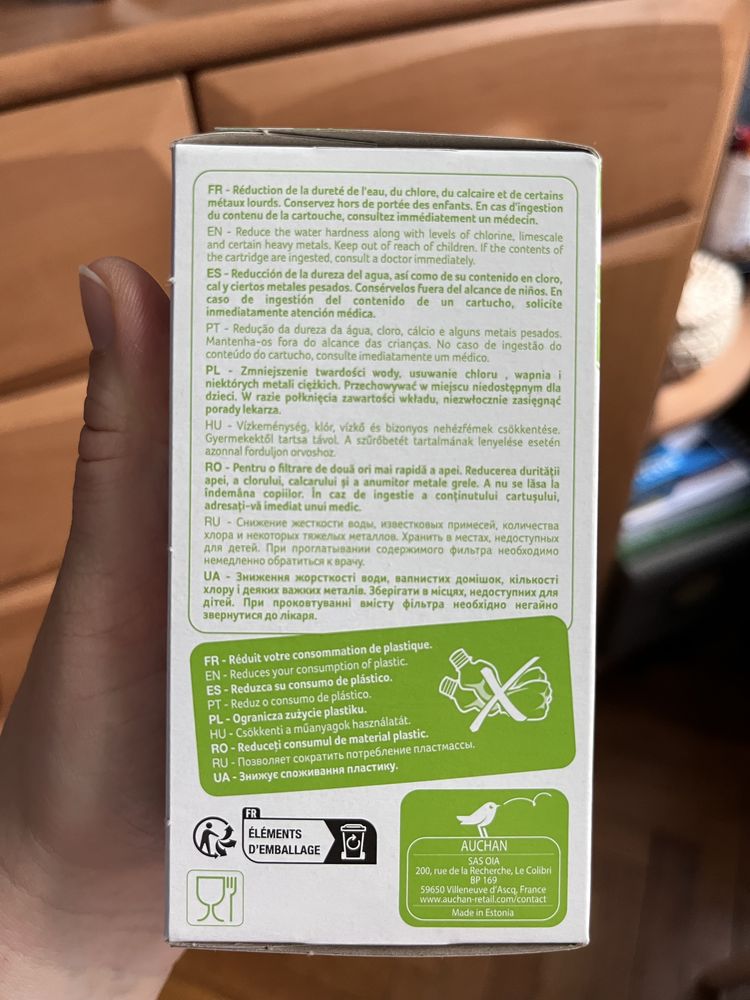 FR - Réduction de la dureté de l'eau, du chlore, du calcaire et de certains
métaux lourds. Conservez hors de portée des enfants. En cas d'ingestion
du contenu de la cartouche, consultez immédiatement un médecin.
EN - Reduce the water hardness along with levels of chlorine, limescale
and certain heavy metals. Keep out of reach of children. If the contents of
the cartridge are ingested, consult a doctor immediately.
ES - Reducción de la dureza del agua, así como de su contenido en cloro,
cal y ciertos metales pesados. Consérvelos fuera del alcance de niños. En
caso de ingestión del contenido de un cartucho, solicite
inmediatamente atención médica.
PT - Redução da dureza da água, cloro, cálcio e alguns metais pesados.
Mantenha-os fora do alcance das crianças. No caso de ingestão do
conteúdo do cartucho, consulte imediatamente um médico.
PL - Zmniejszenie twardości wody, usuwanie chloru , wapnia i
niektórych metali ciężkich. Przechowywać w miejscu niedostępnym dla
dzieci. W razie połknięcia zawartości wkładu, niezwłocznie zasięgnąć
porady lekarza.
HU - Vízkeménység, klór, vízkő és bizonyos nehézfémek csökkentése.
Gyermekektől tartsa távol. A szűrőbetét tartalmának lenyelése esetén
azonnal forduljon orvoshoz.
RO - Pentru o filtrare de două ori mai rapidă a apei. Reducerea durității
apei, a clorului, calcarului și a anumitor metale grele. A nu se lăsa la
îndemâna copiilor. În caz de ingestie a conținutului cartușului,
adresați-vă imediat unui medic.
RU - Снижение жесткости воды, известковых примесей, количества
хлора и некоторых тяжелых металлов. Хранить в местах, недоступных
для детей. При проглатывании содержимого фильтра необходимо
немедленно обратиться к врачу.
UA - Зниження жорсткості води, вапнистих домішок, кількості
хлору і деяких важких металів. Зберігати в місцях, недоступних для
дітей. При проковтуванні вмісту фільтра необхідно негайно
звернутися до лікаря.
FR - Réduit votre consommation de plastique.
EN - Reduces your consumption of plastic.
ES - Reduzca su consumo de plástico.
PT - Reduz o consumo de plástico.
PL - Ogranicza zużycie plastiku.
HU - Csökkenti a műanyagok használatát.
RO - Reduceți consumul de material plastic.
RU - Позволяет сократить потребление пластмассы.
UA - Знижує споживання пластику.
FR
ÉLÉMENTS
D'EMBALLAGE
AUCHAN
SAS OIA
200, rue de la Recherche, Le Colibri
BP 169
59650 Villeneuve d'Ascq, France
www.auchan-retail.com/contact
Made in Estonia